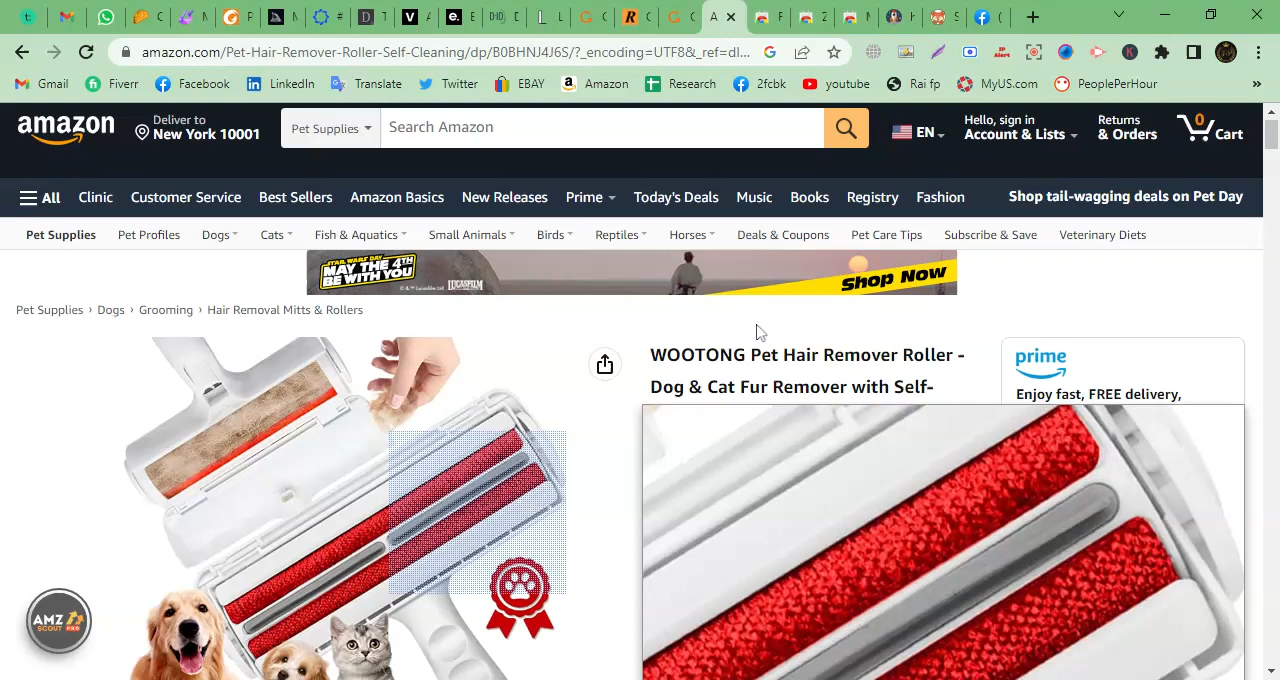 amazon.com/Pet-Hair-Remover-Roller-Self-Cleaning/dp/B0BHNJ4J6S/?_encoding=UTF8&_ref=dl...
Gmail Fiverr Facebook LinkedIn Translate Twitter EBAY Amazon Research 2fbk youtube Rai fp MyUS.com PeoplePerHour »
amazon
Deliver to
New York 10001
Pet Supplies
Search Amazon
EN
Hello, sign in
Account & Lists
Returns
& Orders
0
Cart
All Clinic Customer Service Best Sellers Amazon Basics New Releases Prime Today's Deals Music Books Registry Fashion Shop tail-wagging deals on Pet Day
Pet Supplies Pet Profiles Dogs Cats Fish & Aquatics Small Animals Birds Reptiles Horses Deals & Coupons Pet Care Tips Subscribe & Save Veterinary Diets
STAR WARS DAY
MAY THE 4TH
BE WITH YOU
LUCASFILM
Shop Now
Pet Supplies › Dogs › Grooming › Hair Removal Mitts & Rollers
WOOTONG Pet Hair Remover Roller -
Dog & Cat Fur Remover with Self-
prime
Enjoy fast, FREE delivery,
AMZ
SCOUT PRO